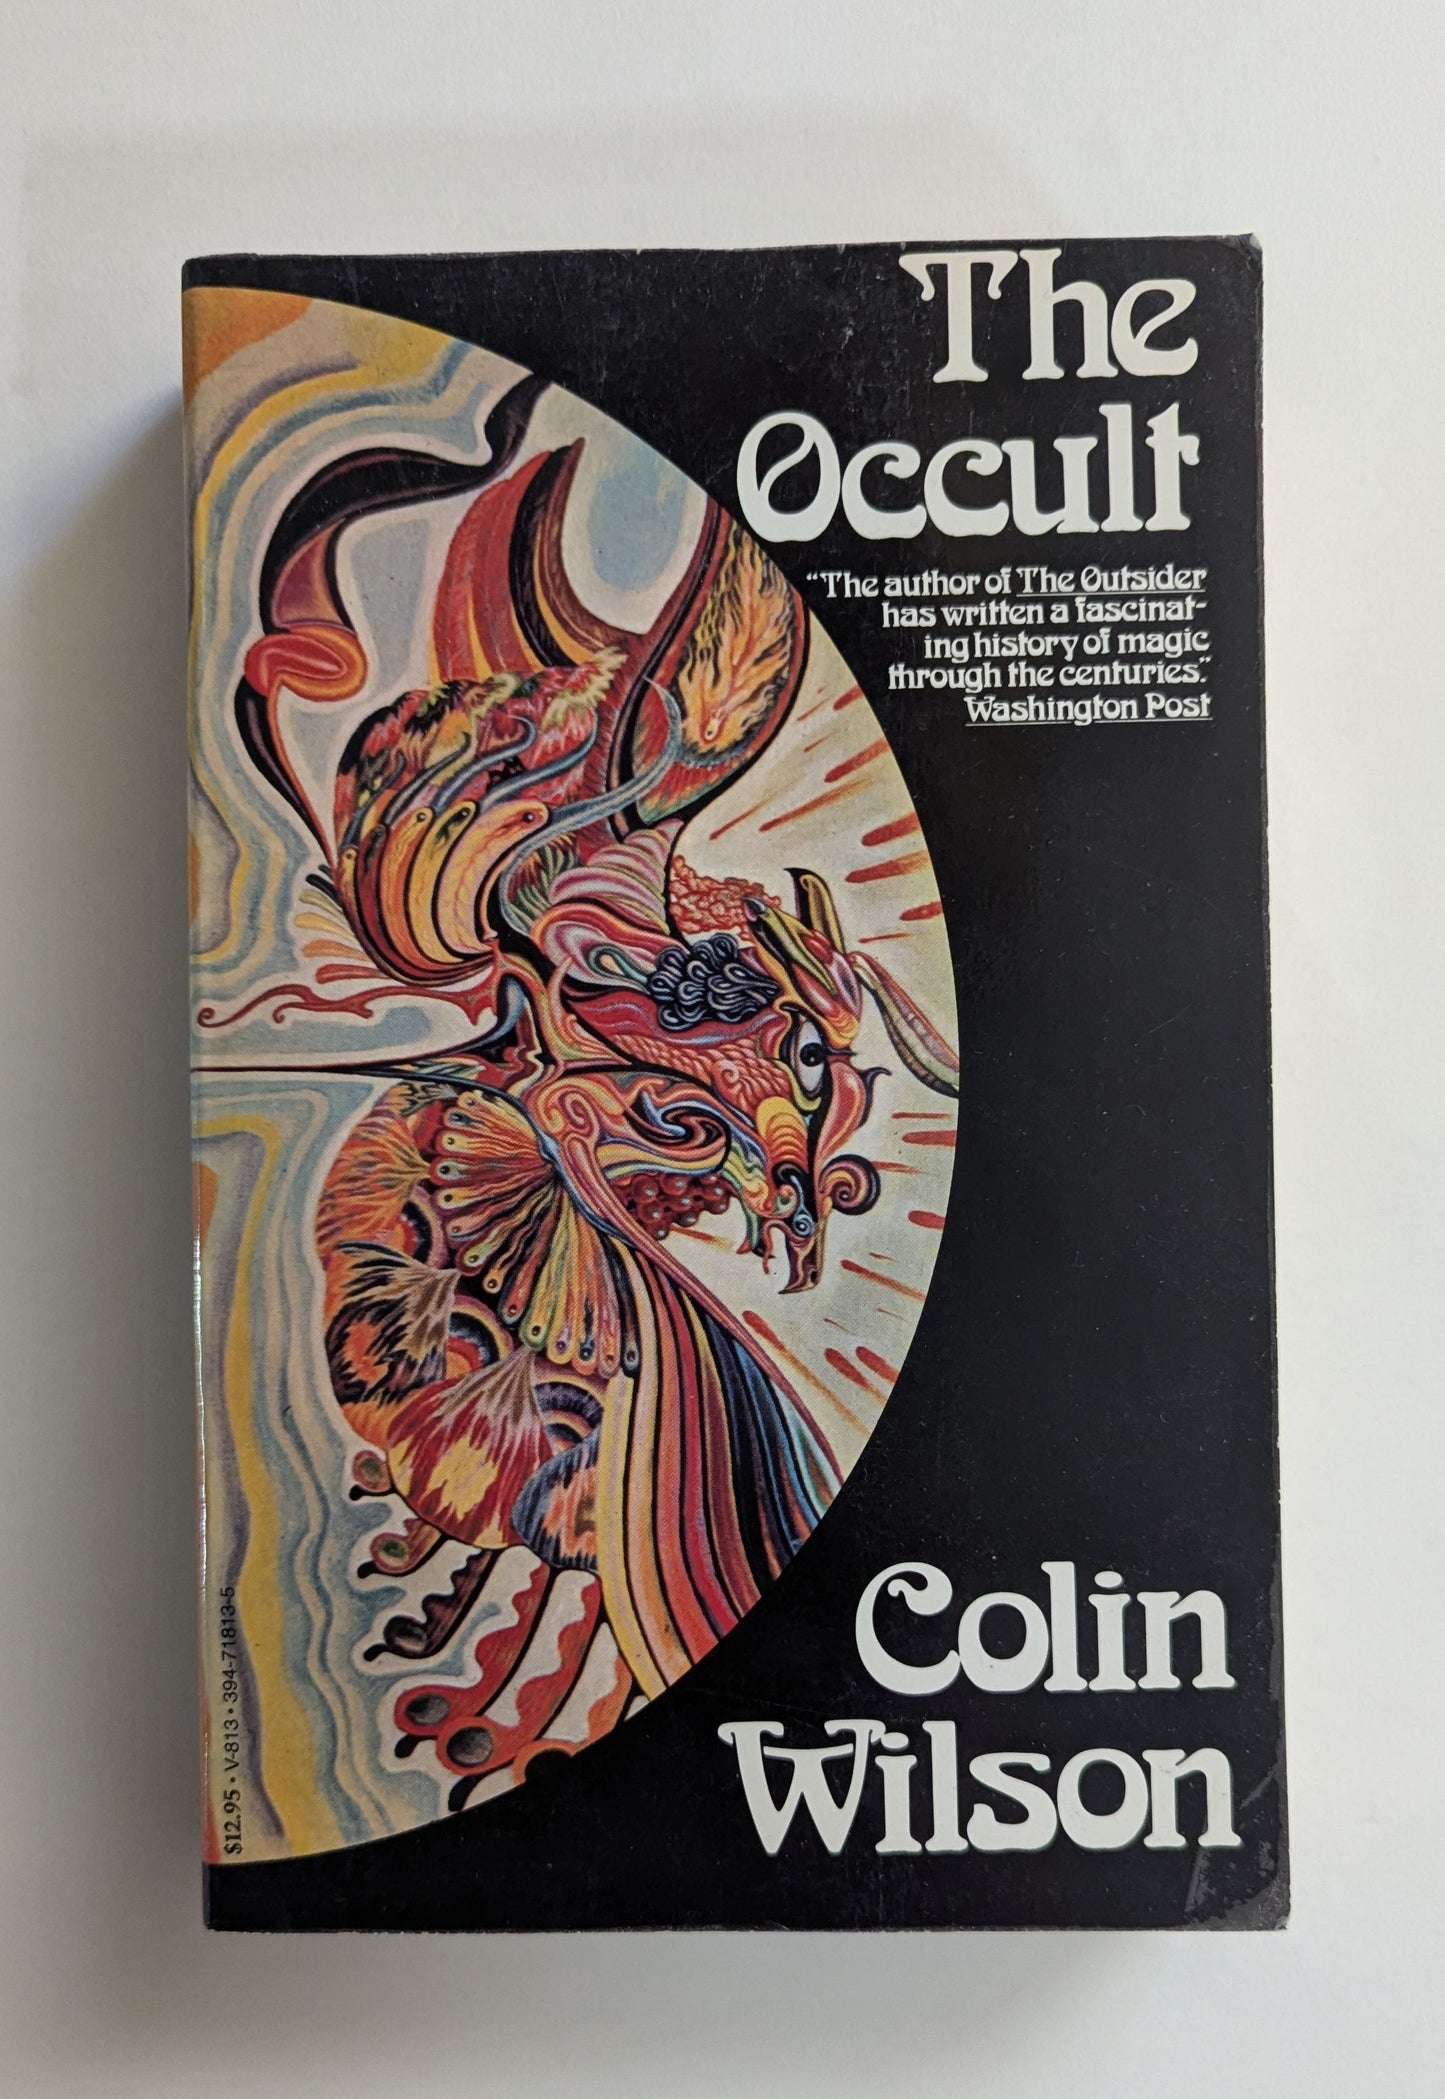 The
Occult
“The author of The Outsider
has written a fascinat-
ing history of magic
through the centuries.”
Washington Post
Colin
Wilson
$12.95 • V-813 • 394-71813-5